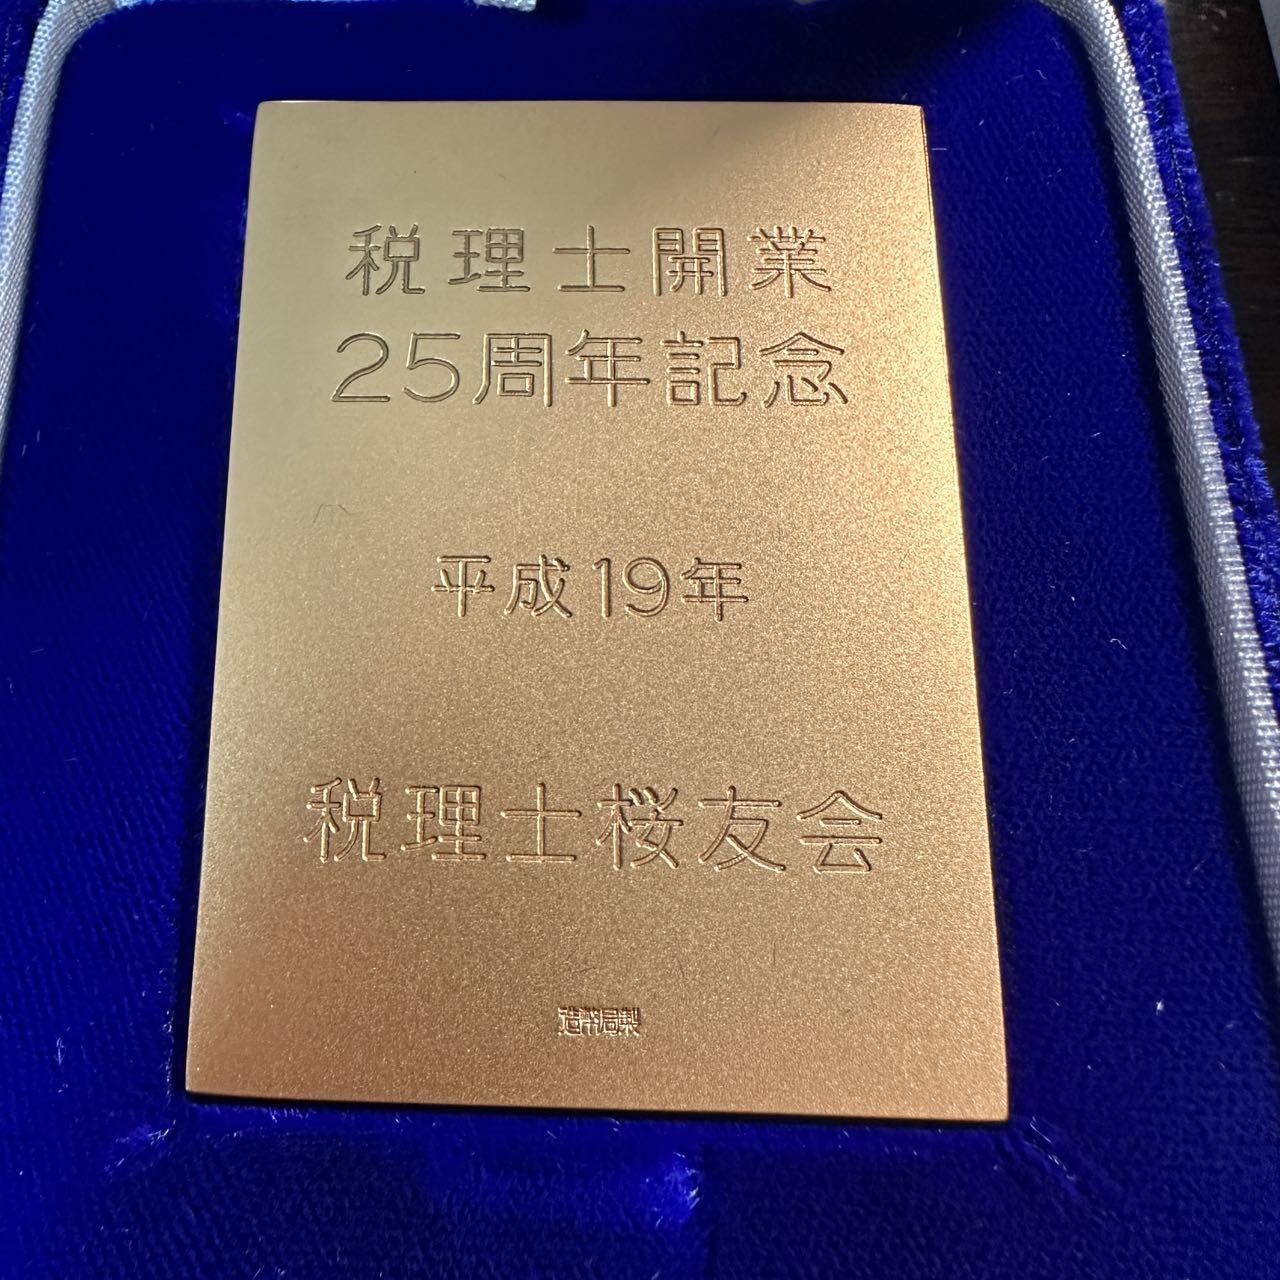 税理士開業
25周年記念
平成19年
税理士桜友会
造幣局製